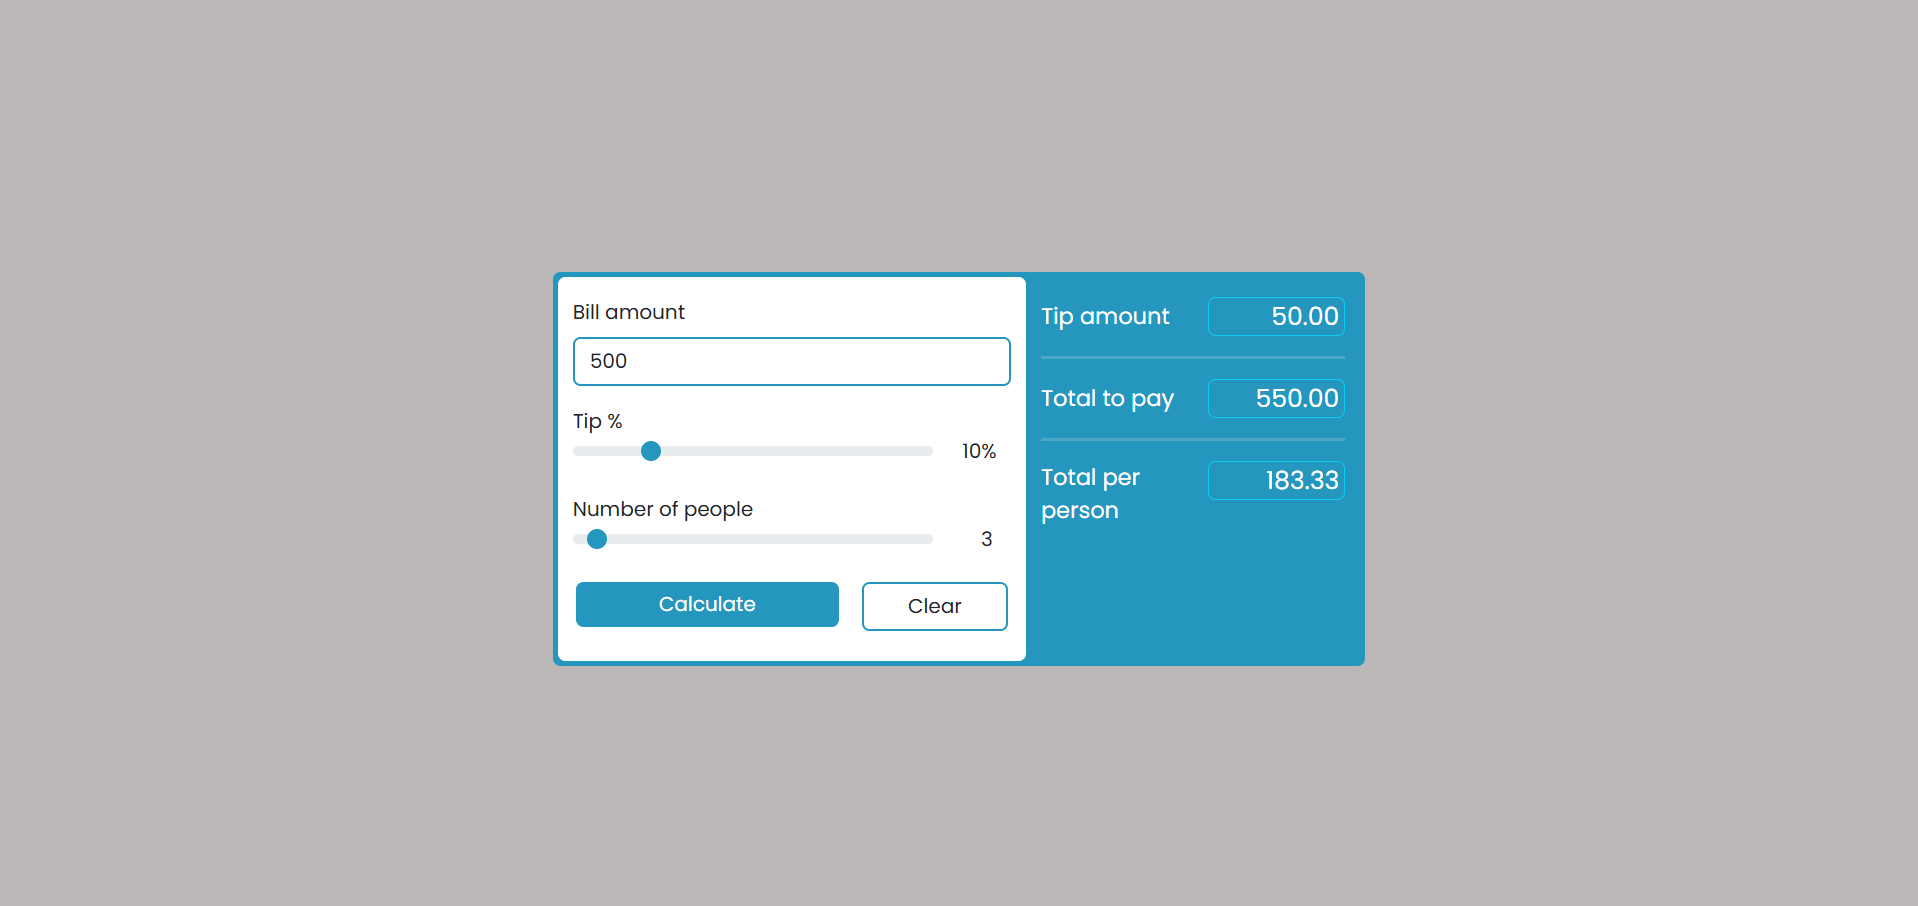 Bill amount
500
Tip %
10%
Number of people
3
Calculate
Clear
Tip amount
50.00
Total to pay
550.00
Total per
person
183.33